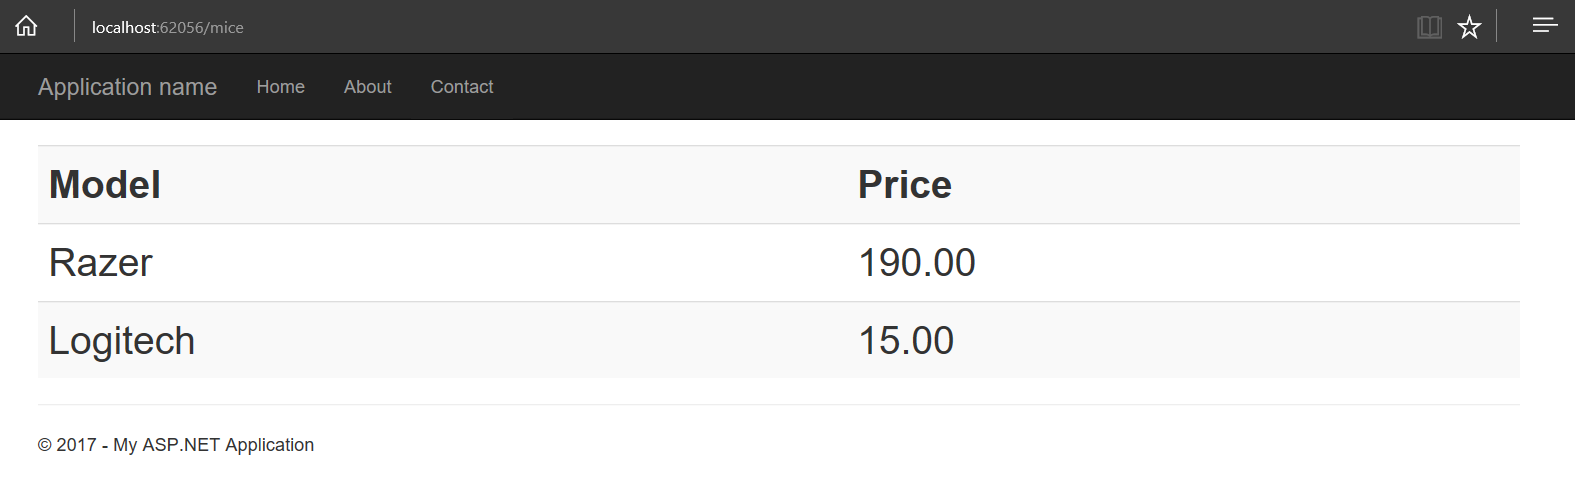 localhost:62056/mice
Application name Home About Contact
Model Price
Razer 190.00
Logitech 15.00
© 2017 - My ASP.NET Application